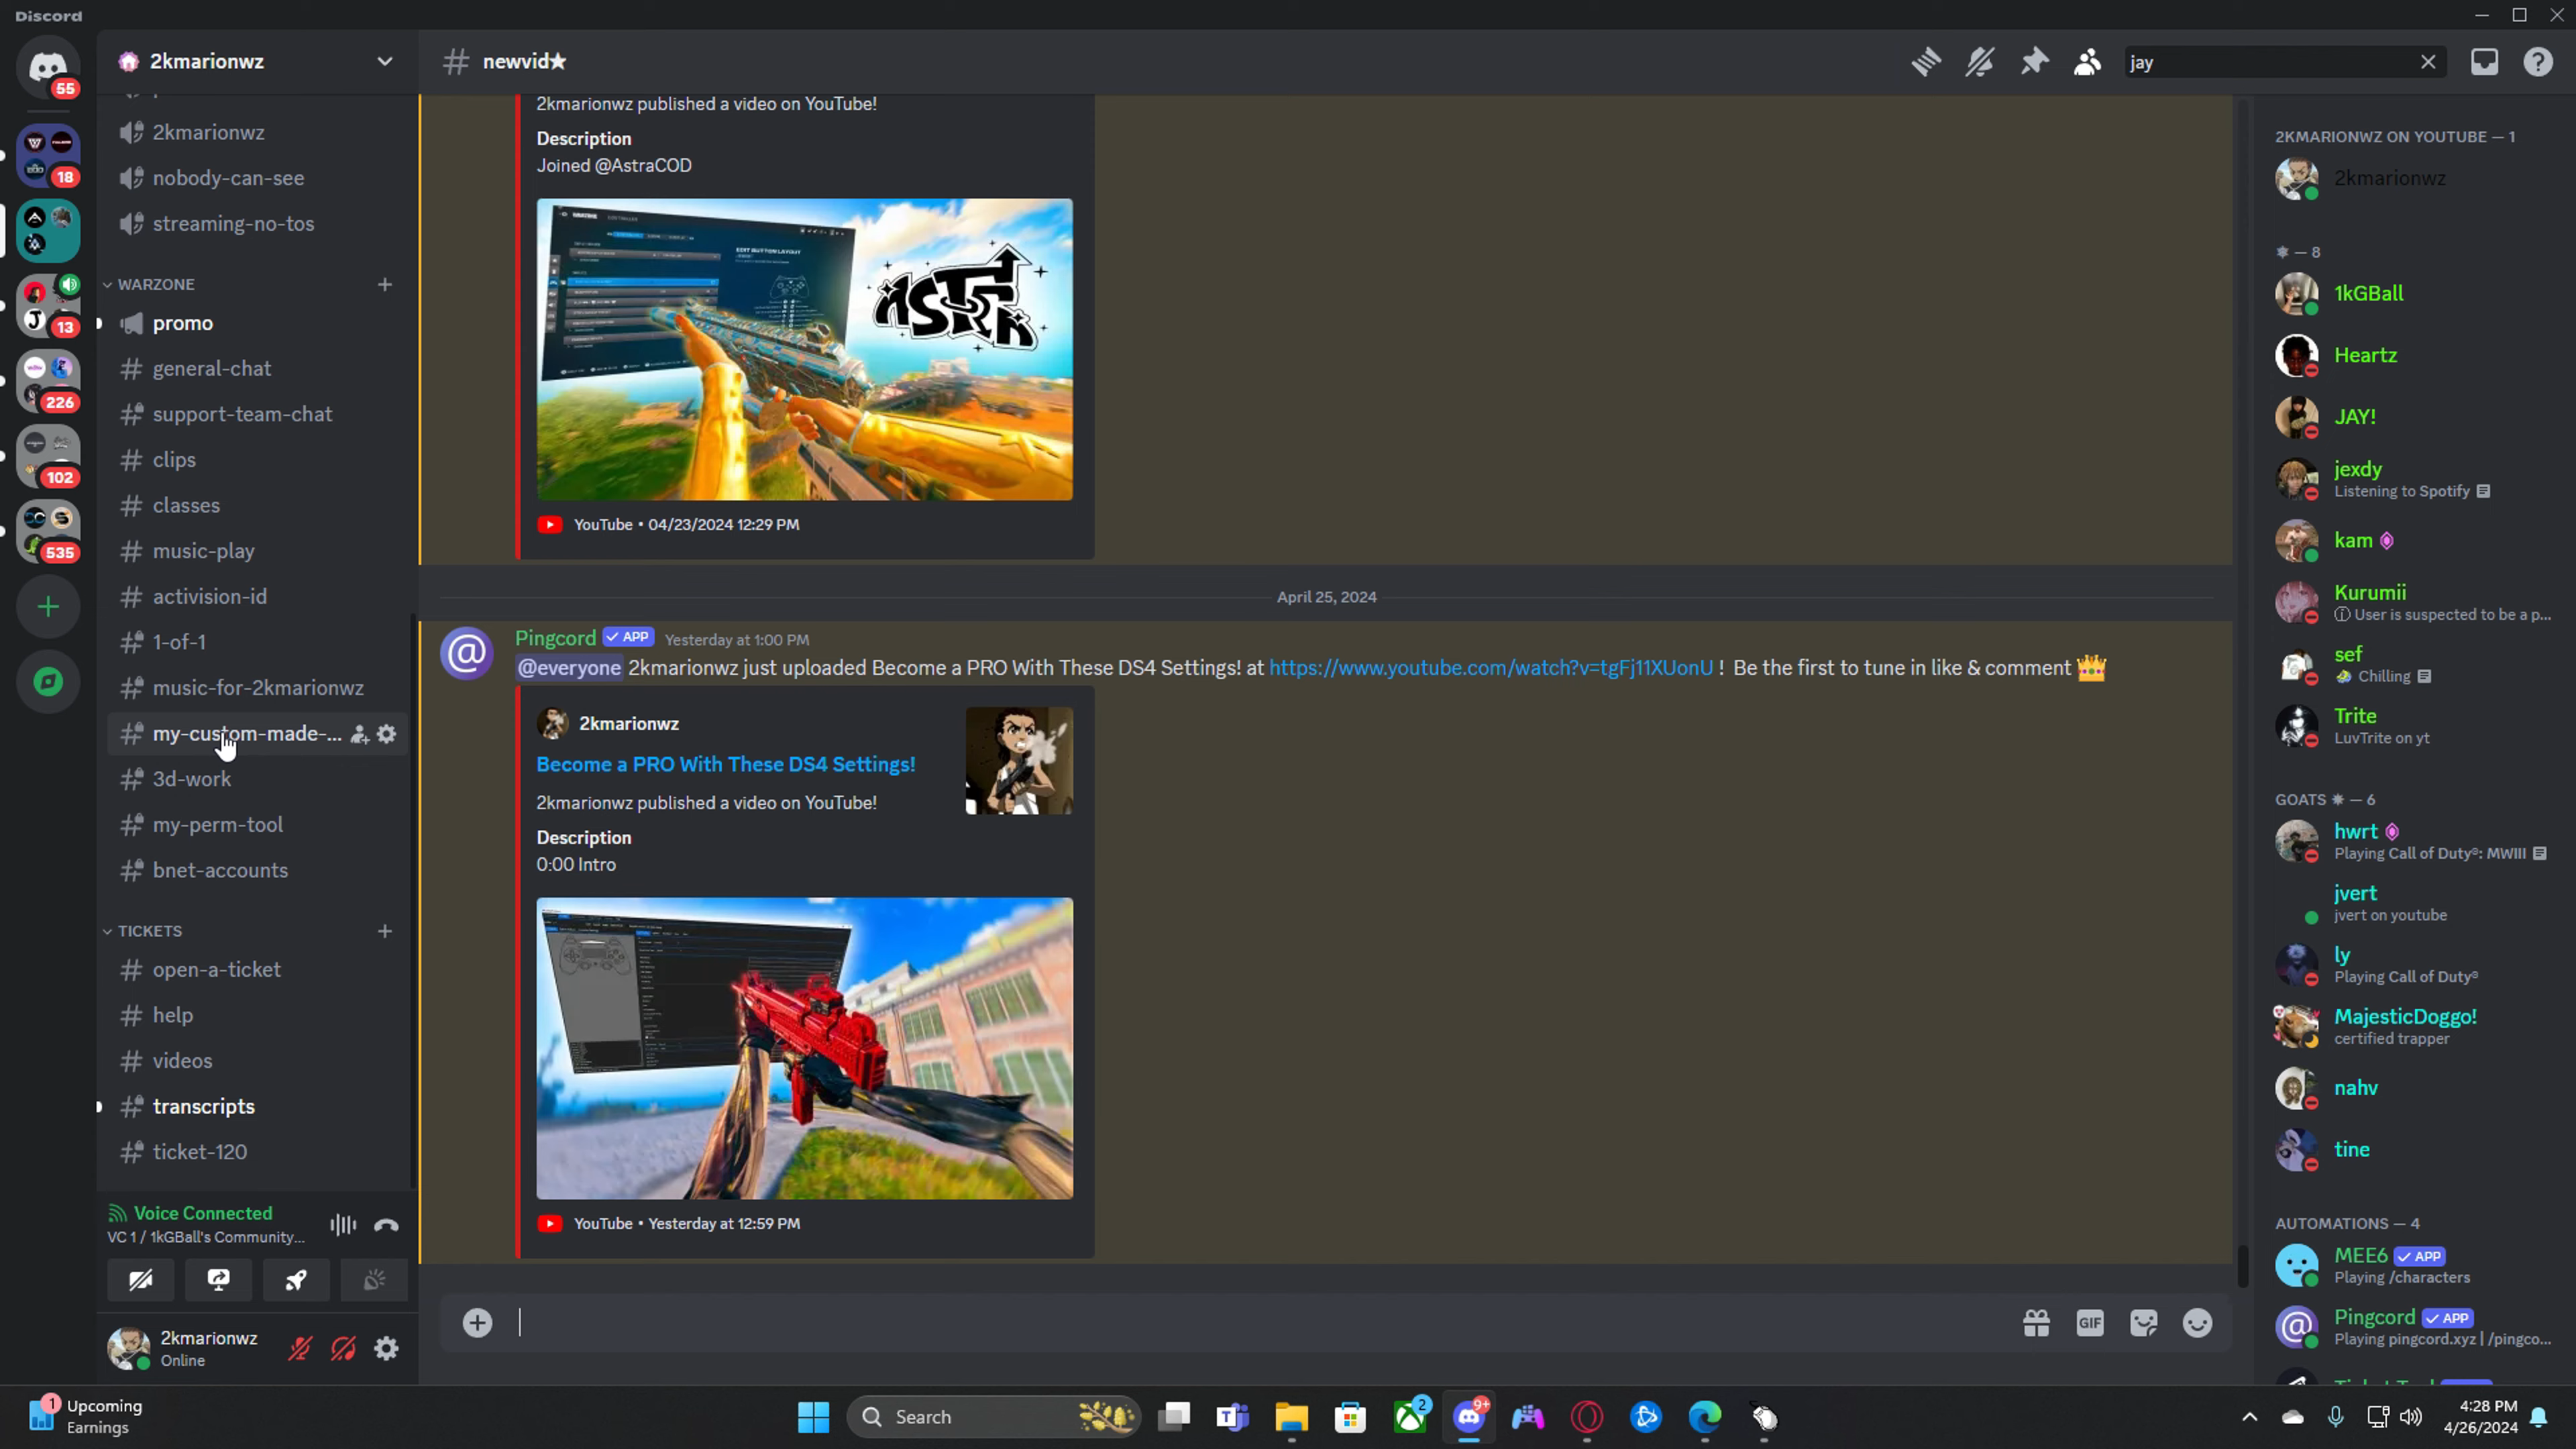 Discord
55
18
13
226
102
535
2kmarionwz
2kmarionwz
nobody-can-see
streaming-no-tos
WARZONE
promo
general-chat
support-team-chat
clips
classes
music-play
activision-id
1-of-1
music-for-2kmarionwz
my-custom-made-...
3d-work
my-perm-tool
bnet-accounts
TICKETS
open-a-ticket
help
videos
transcripts
ticket-120
Voice Connected
VC 1 / 1kGBall's Community...
2kmarionwz
Online
# newvid★
jay
2kmarionwz published a video on YouTube!
Description
Joined @AstraCOD
EDIT BUTTON LAYOUT
YouTube • 04/23/2024 12:29 PM
April 25, 2024
Pingcord ✓ APP Yesterday at 1:00 PM
@everyone 2kmarionwz just uploaded Become a PRO With These DS4 Settings! at https://www.youtube.com/watch?v=tgFj11XUonU ! Be the first to tune in like & comment 👑
2kmarionwz
Become a PRO With These DS4 Settings!
2kmarionwz published a video on YouTube!
Description
0:00 Intro
YouTube • Yesterday at 12:59 PM
GIF
2KMARIONWZ ON YOUTUBE — 1
2kmarionwz
✷ — 8
1kGBall
Heartz
JAY!
jexdy
Listening to Spotify
kam
Kurumii
User is suspected to be a p...
sef
Chilling
Trite
LuvTrite on yt
GOATS ✷ — 6
hwrt
Playing Call of Duty®: MWIII
jvert
jvert on youtube
ly
Playing Call of Duty®
MajesticDoggo!
certified trapper
nahv
tine
AUTOMATIONS — 4
MEE6 ✓ APP
Playing /characters
Pingcord ✓ APP
Playing pingcord.xyz | /pingco...
1
Upcoming
Earnings
Search
2
9+
4:28 PM
4/26/2024